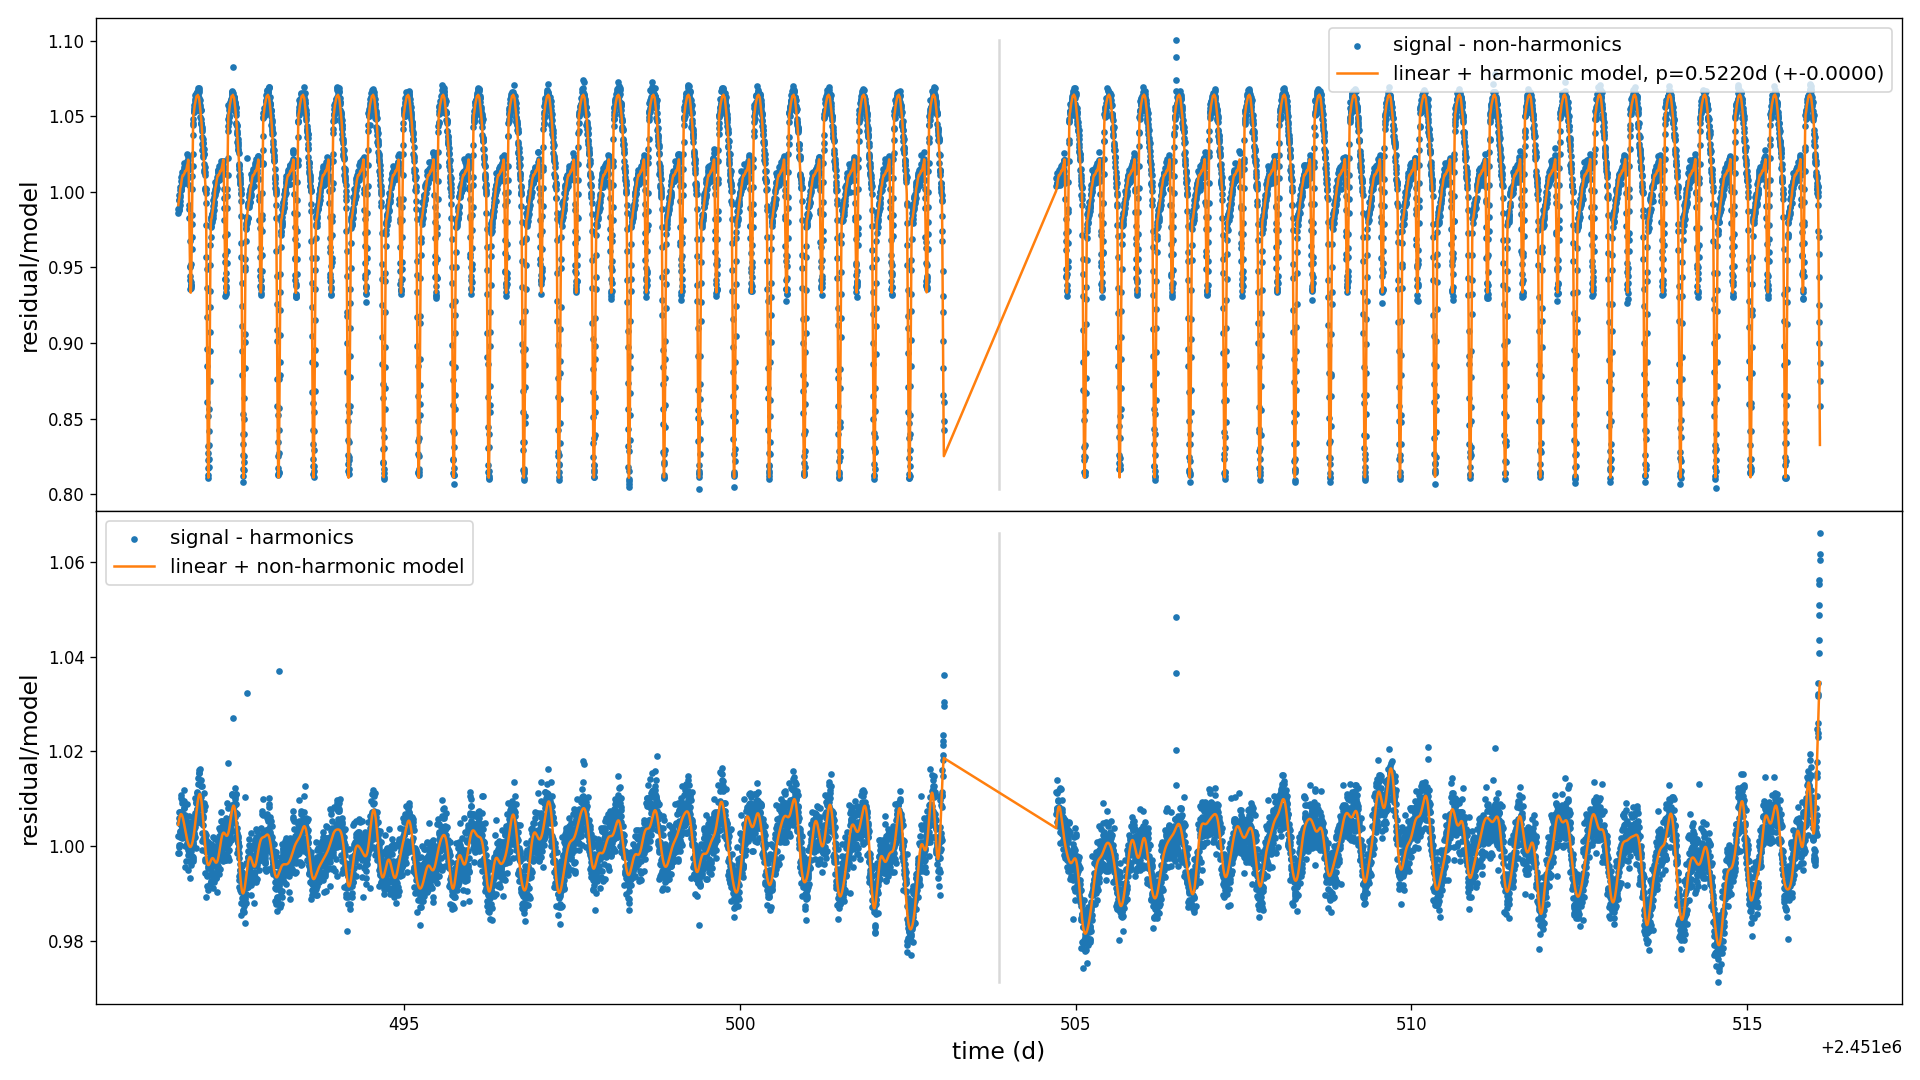 1.10
1.05
1.00
0.95
0.90
0.85
0.80
residual/model
signal - non-harmonics
linear + harmonic model, p=0.5220d (+-0.0000)
1.06
1.04
1.02
1.00
0.98
residual/model
signal - harmonics
linear + non-harmonic model
495
500
505
510
515
+2.451e6
time (d)